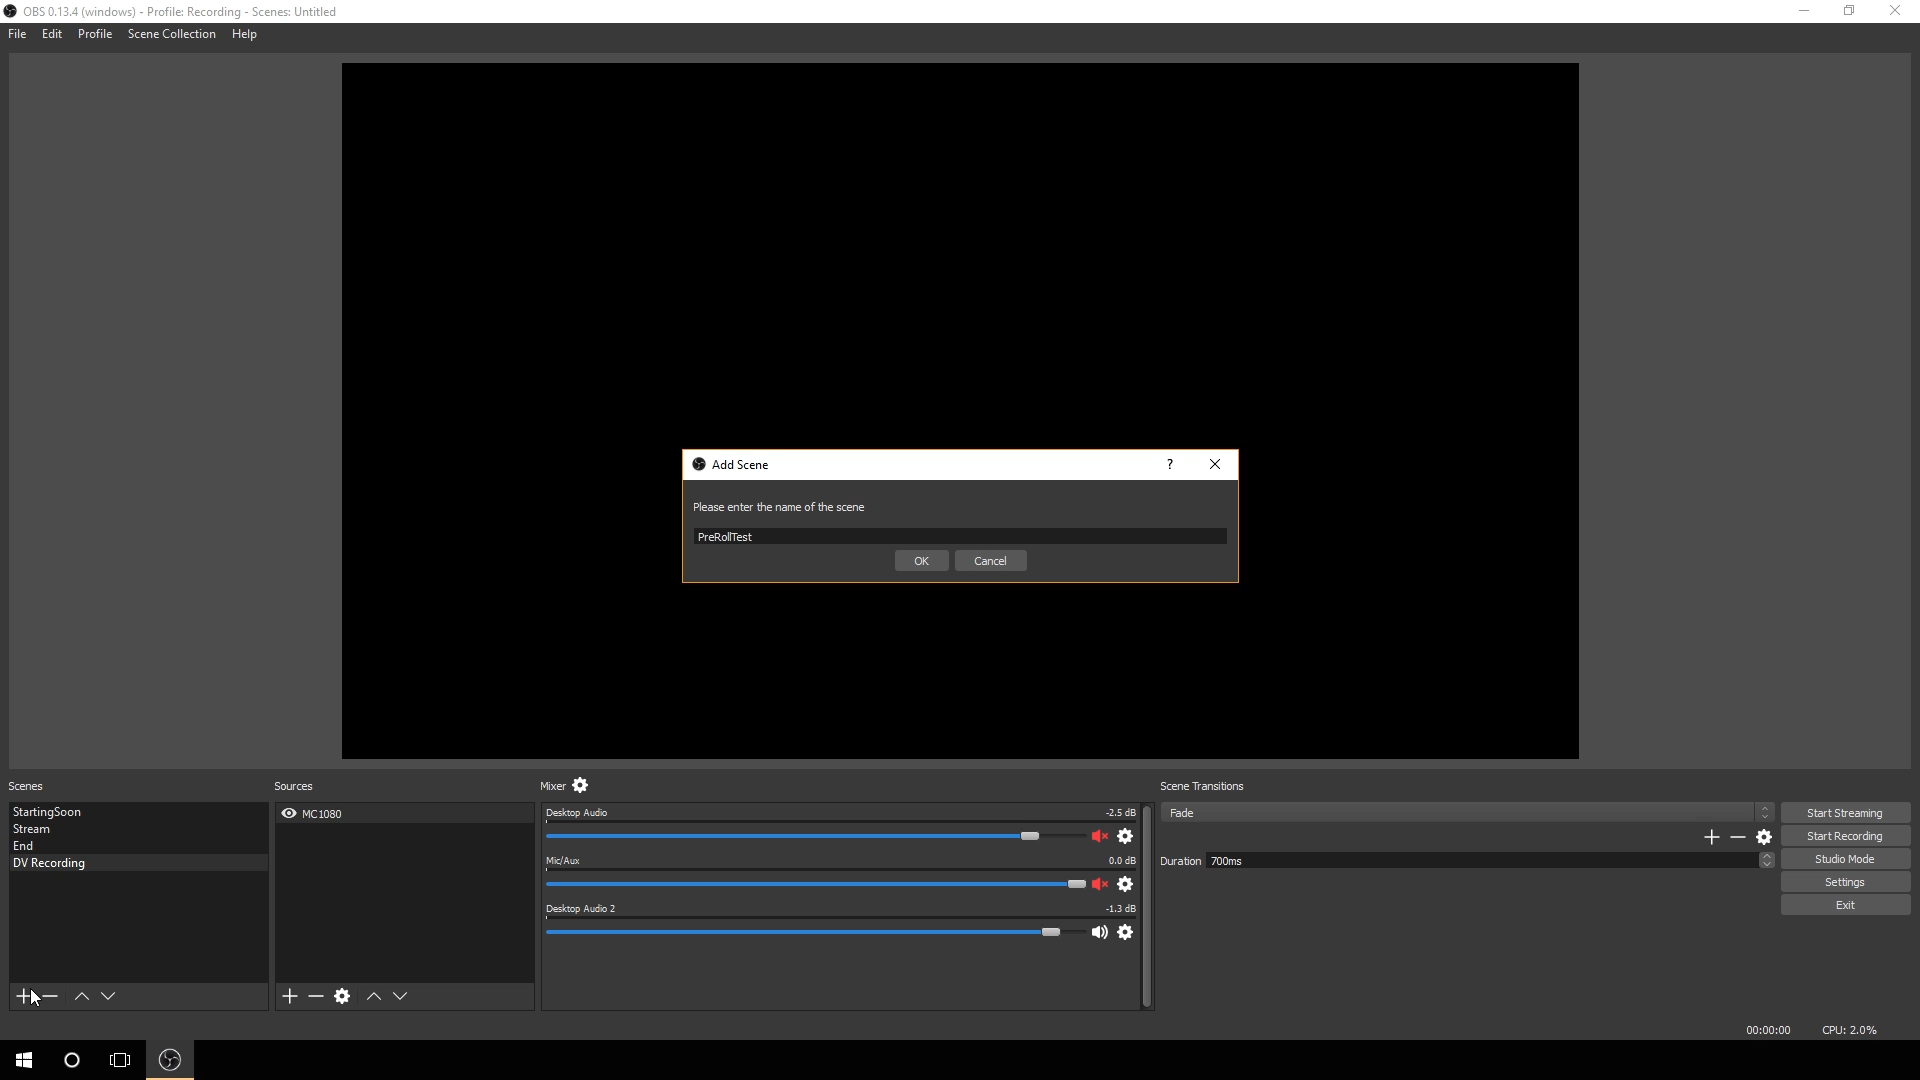 OBS 0.13.4 (windows) - Profile: Recording - Scenes: Untitled
File Edit Profile Scene Collection Help
Add Scene ?
Please enter the name of the scene
PreRollTest
OK Cancel
Scenes
StartingSoon
Stream
End
DV Recording
Sources
MC1080
Mixer
Desktop Audio -2.5 dB
Mic/Aux 0.0 dB
Desktop Audio 2 -1.3 dB
Scene Transitions
Fade
Duration 700ms
Start Streaming
Start Recording
Studio Mode
Settings
Exit
00:00:00 CPU: 2.0%